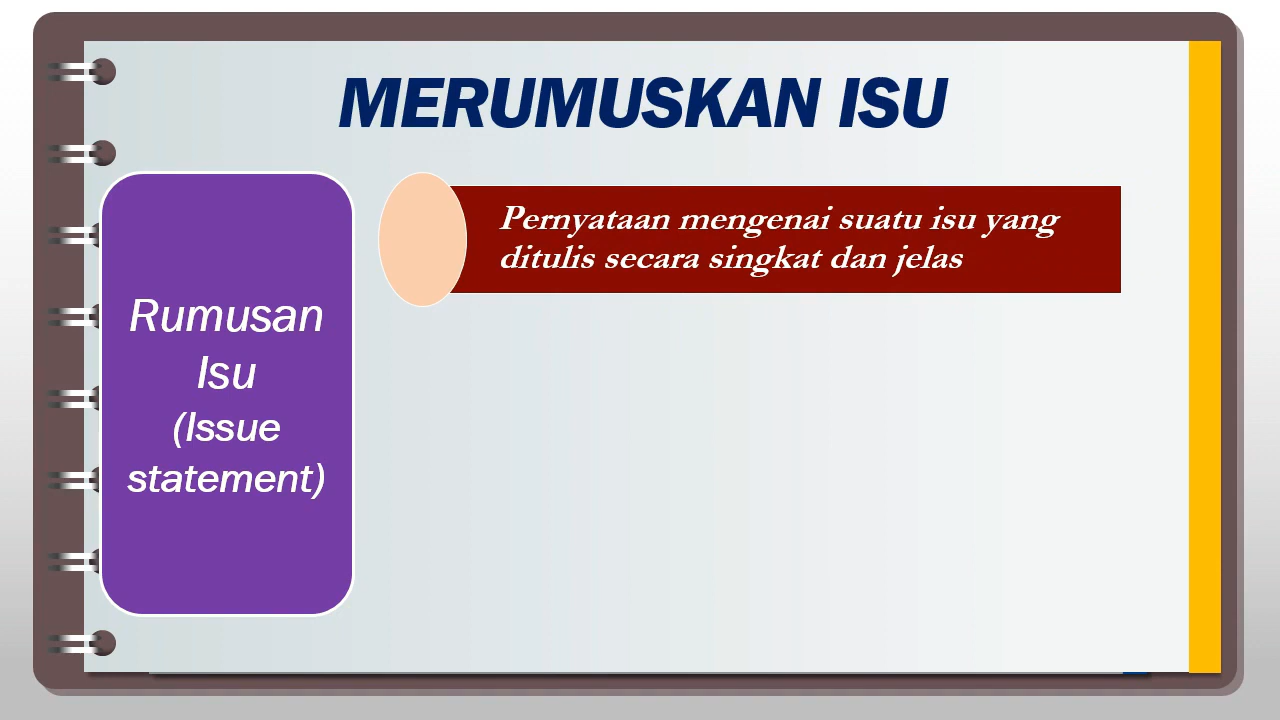 MERUMUSKAN ISU
Rumusan
Isu
(Issue
statement)
Pernyataan mengenai suatu isu yang
ditulis secara singkat dan jelas